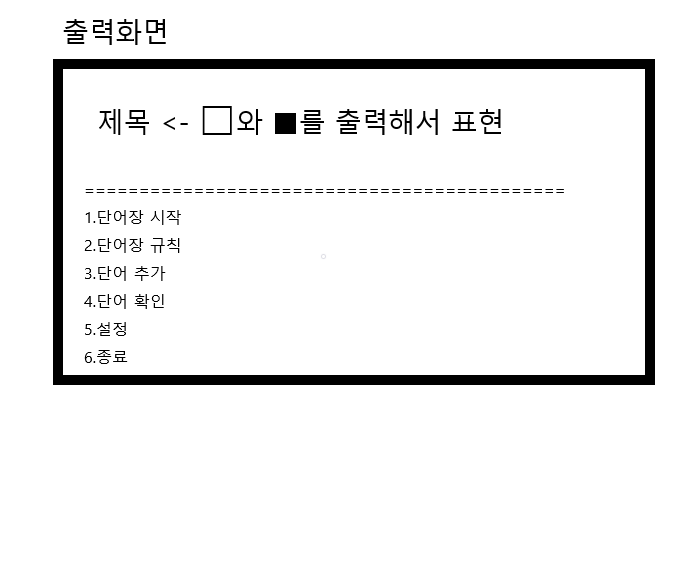 출력화면
제목 <- □와 ■를 출력해서 표현
============================================
1.단어장 시작
2.단어장 규칙
3.단어 추가
4.단어 확인
5.설정
6.종료